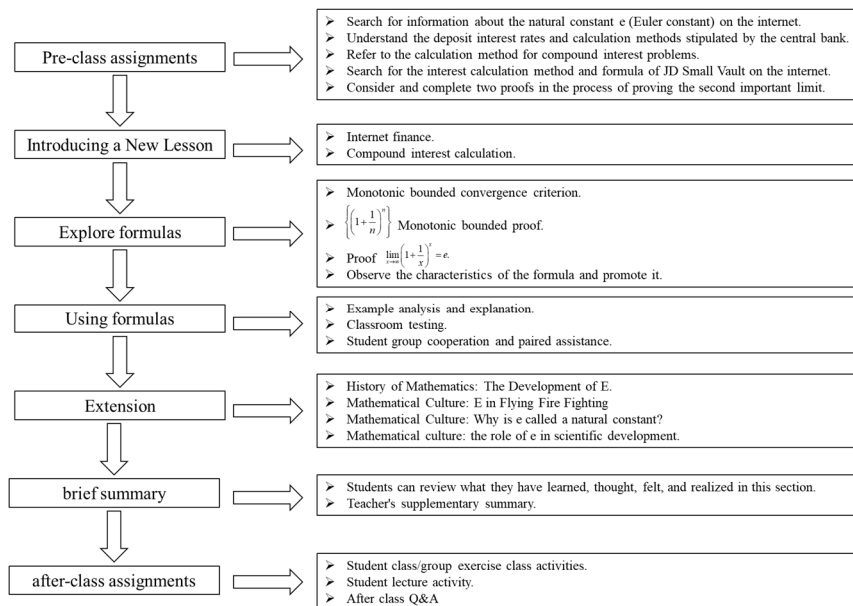 Pre-class assignments
➢ Search for information about the natural constant e (Euler constant) on the internet.
➢ Understand the deposit interest rates and calculation methods stipulated by the central bank.
➢ Refer to the calculation method for compound interest problems.
➢ Search for the interest calculation method and formula of JD Small Vault on the internet.
➢ Consider and complete two proofs in the process of proving the second important limit.
Introducing a New Lesson
➢ Internet finance.
➢ Compound interest calculation.
Explore formulas
➢ Monotonic bounded convergence criterion.
➢ {(1+1/n)^n} Monotonic bounded proof.
➢ Proof lim x→∞ (1+1/x)^x = e.
➢ Observe the characteristics of the formula and promote it.
Using formulas
➢ Example analysis and explanation.
➢ Classroom testing.
➢ Student group cooperation and paired assistance.
Extension
➢ History of Mathematics: The Development of E.
➢ Mathematical Culture: E in Flying Fire Fighting
➢ Mathematical Culture: Why is e called a natural constant?
➢ Mathematical culture: the role of e in scientific development.
brief summary
➢ Students can review what they have learned, thought, felt, and realized in this section.
➢ Teacher's supplementary summary.
after-class assignments
➢ Student class/group exercise class activities.
➢ Student lecture activity.
➢ After class Q&A